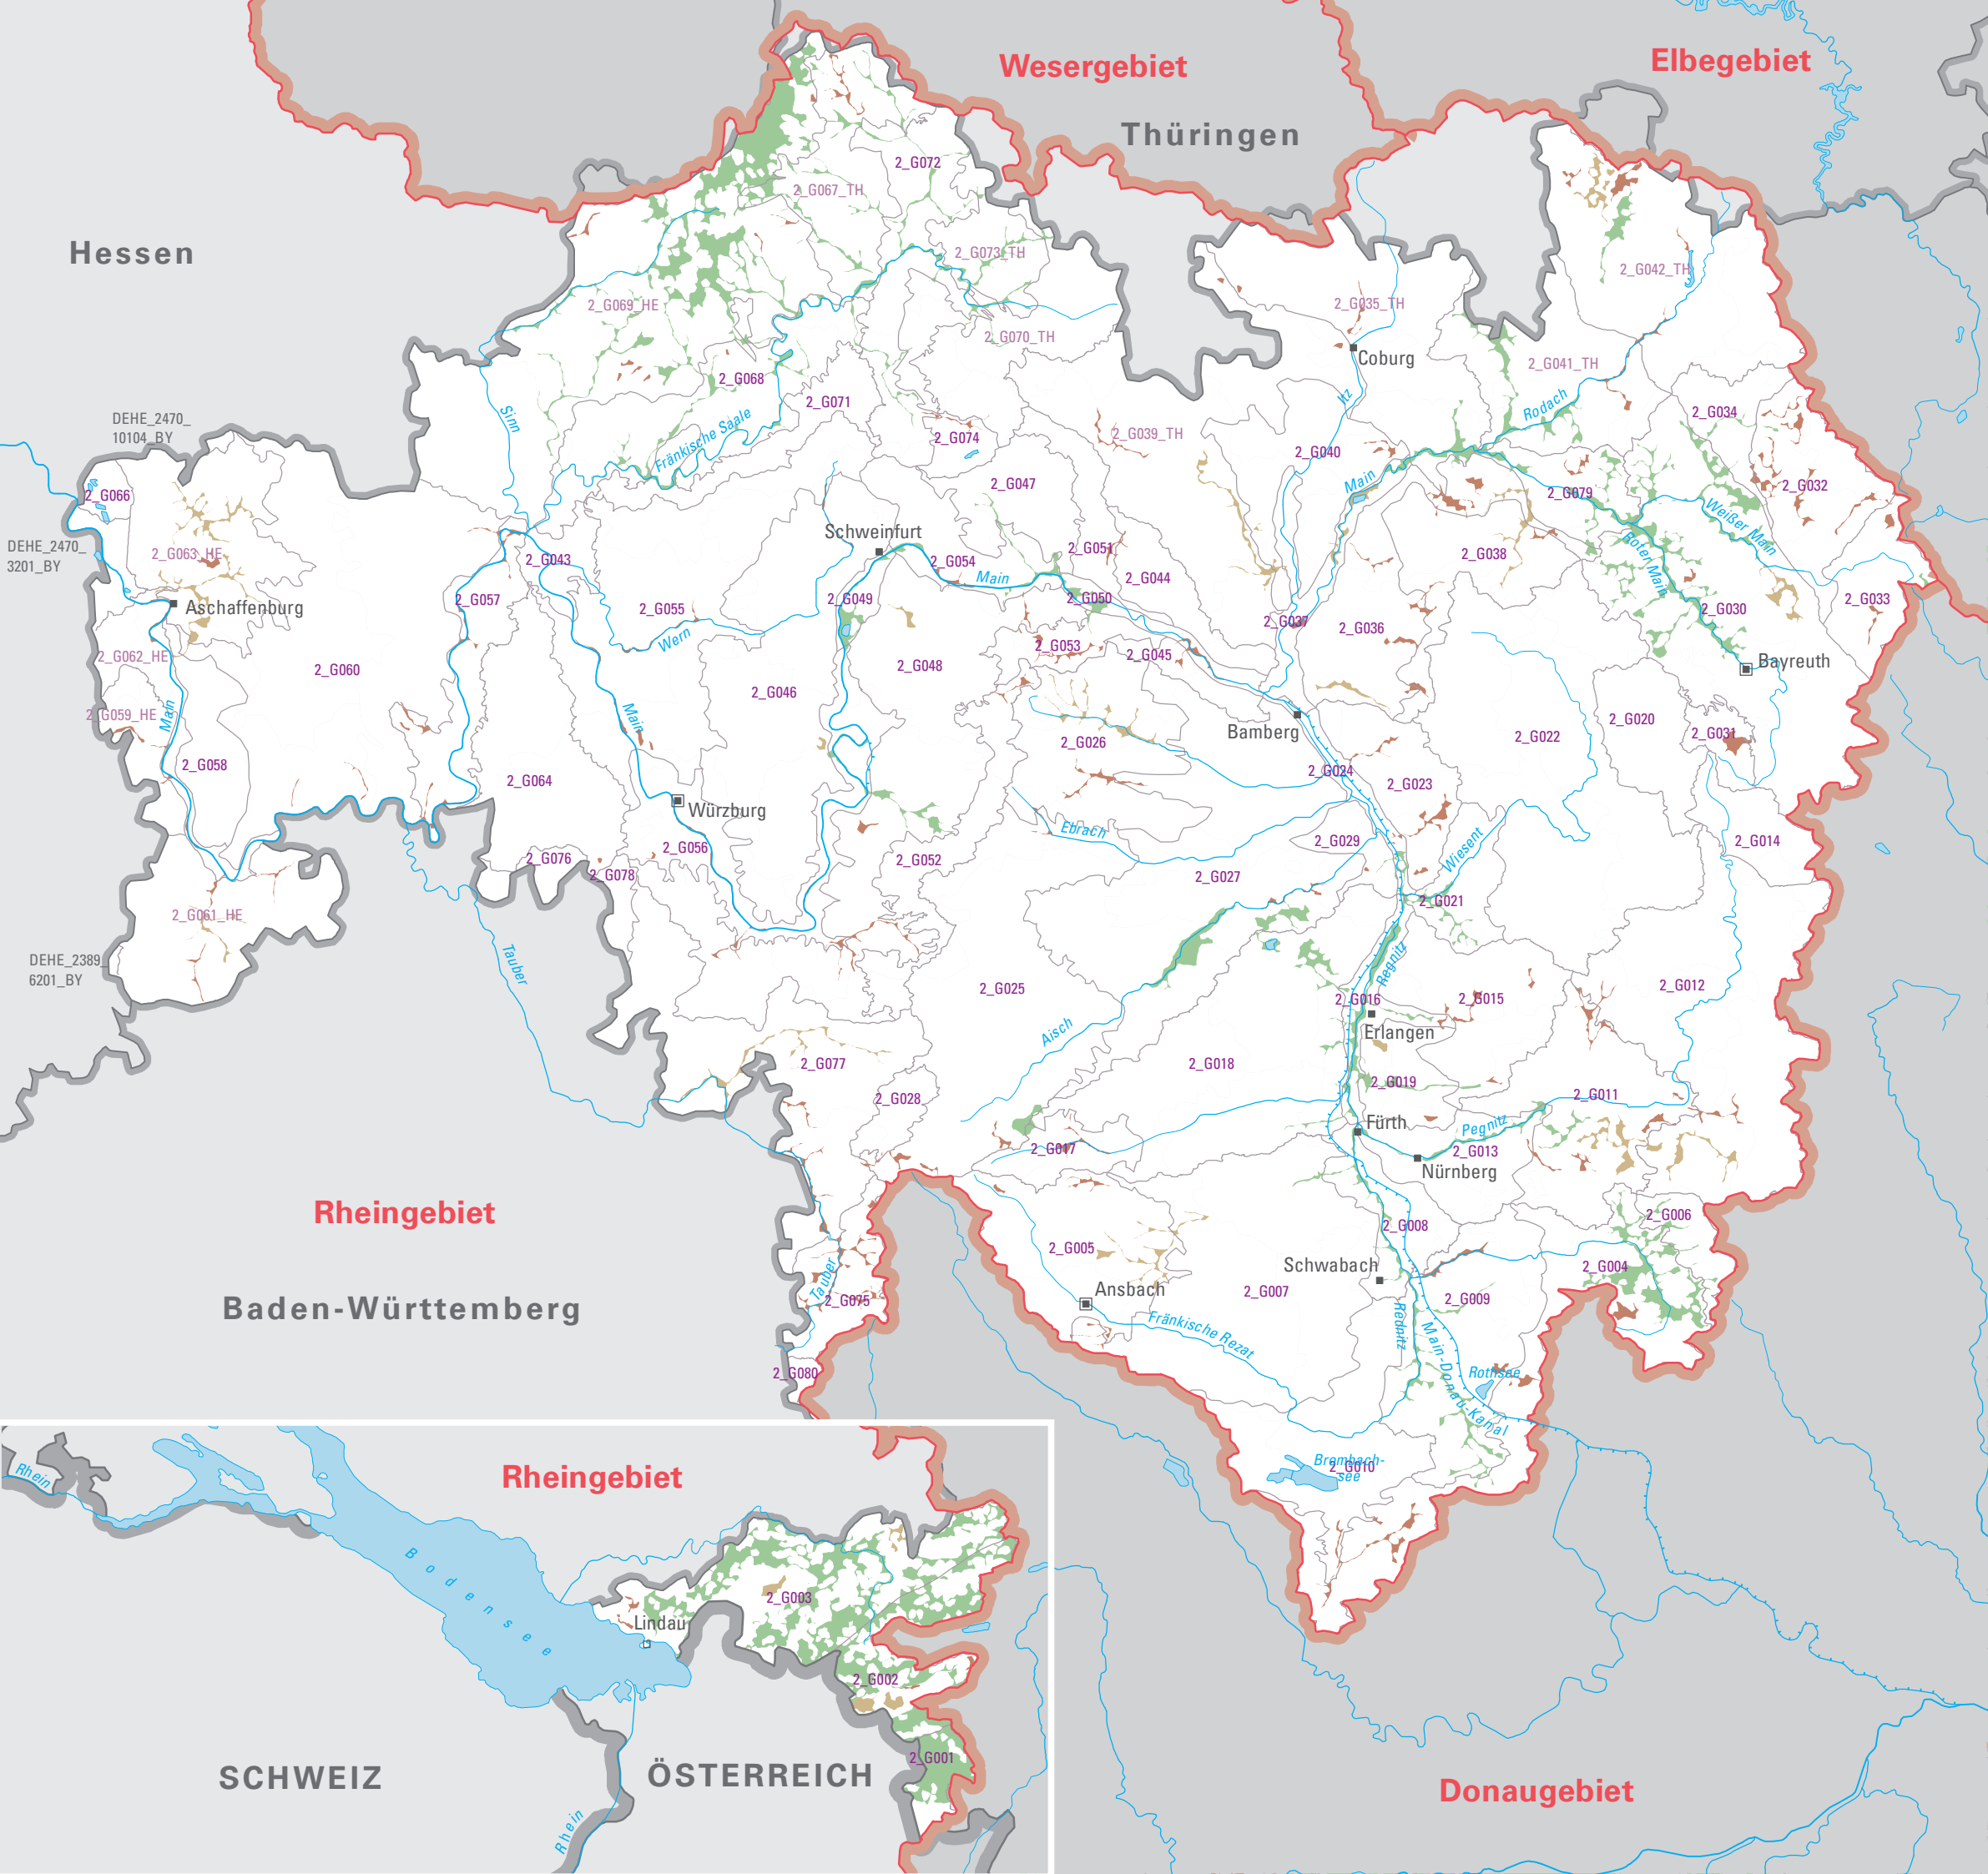 Wesergebiet
Elbegebiet
Thüringen
Hessen
2_G072
2_G067_TH
2_G073_TH
2_G042_TH
2_G069_HE
2_G035_TH
2_G070_TH
Coburg
2_G041_TH
2_G068
2_G071
Itz
Rodach
2_G034
DEHE_2470_
10104_BY
Sinn
Fränkische Saale
2_G074
2_G039_TH
2_G040
Main
2_G066
2_G047
2_G079
2_G032
Weißer Main
Schweinfurt
DEHE_2470_
3201_BY
2_G063_HE
2_G043
2_G054
2_G051
2_G038
Roter Main
Main
2_G044
Aschaffenburg
2_G057
2_G055
2_G049
2_G050
2_G030
2_G033
2_G037
2_G036
Wern
2_G062_HE
2_G060
2_G048
2_G053
2_G045
Bayreuth
2_G046
2_G059_HE
Main
Main
2_G020
2_G031
Bamberg
2_G026
2_G022
2_G058
2_G064
2_G024
2_G023
Würzburg
Ebrach
2_G029
Wiesent
2_G014
2_G076
2_G056
2_G052
2_G078
2_G027
2_G021
2_G061_HE
DEHE_2389_
6201_BY
Tauber
Regnitz
2_G025
2_G016
2_G015
2_G012
Aisch
Erlangen
2_G077
2_G018
2_G019
2_G028
2_G011
Fürth
Pegnitz
2_G017
2_G013
Nürnberg
Rheingebiet
2_G008
2_G006
2_G005
Schwabach
2_G004
Baden-Württemberg
Tauber
2_G075
Ansbach
2_G007
2_G009
Fränkische Rezat
Rednitz
Main-Donau-Kanal
2_G080
Rothsee
Brombach-
see
2_G010
Rhein
Rheingebiet
Bodensee
2_G003
Lindau
2_G002
2_G001
SCHWEIZ
ÖSTERREICH
Rhein
Donaugebiet